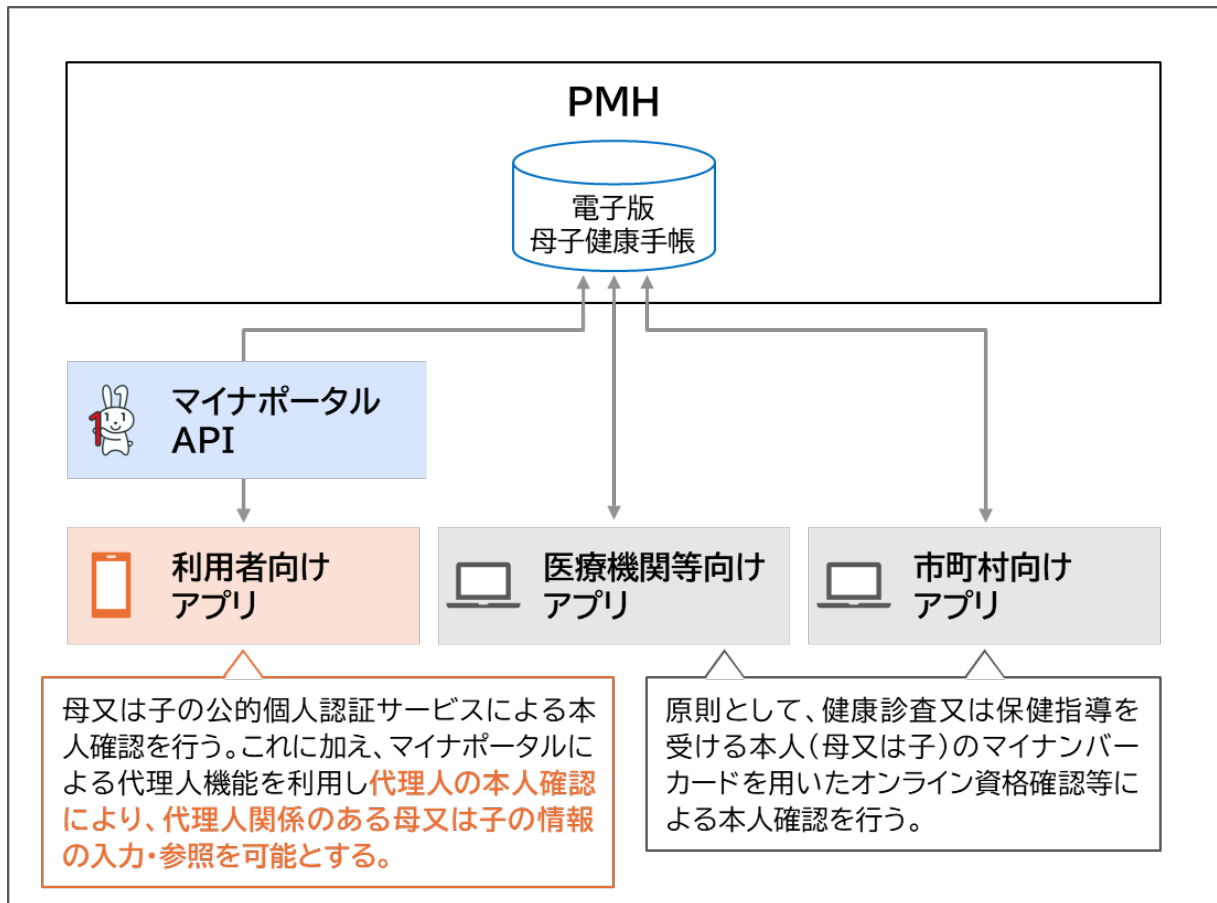 PMH
電子版
母子健康手帳
マイナポータル
API
利用者向け
アプリ
医療機関等向け
アプリ
市町村向け
アプリ
母又は子の公的個人認証サービスによる本
人確認を行う。これに加え、マイナポータルに
よる代理人機能を利用し代理人の本人確認
により、代理人関係のある母又は子の情報
の入力・参照を可能とする。
原則として、健康診査又は保健指導を
受ける本人(母又は子)のマイナンバー
カードを用いたオンライン資格確認等に
よる本人確認を行う。